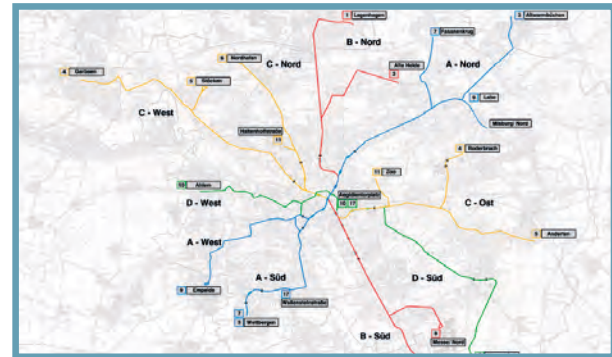 1 Langenhagen
B - Nord
7 Fasanenkrug
3 Altwarmbüchen
6 Nordhafen
C - Nord
Alte Heide
A - Nord
4 Garbsen
5 Stöcken
9 Lahe
C - West
Misburg/ Nord
Haltenhoffstraße
11
4 Roderbruch
11 Zoo
10 Ahlem
Aegidientorplatz
10 17
D - West
C - Ost
A - West
5 Anderten
A - Süd
D - Süd
9 Empelde
17
Wallensteinstraße
7
3 Wettbergen
B - Süd
Messe/ Nord